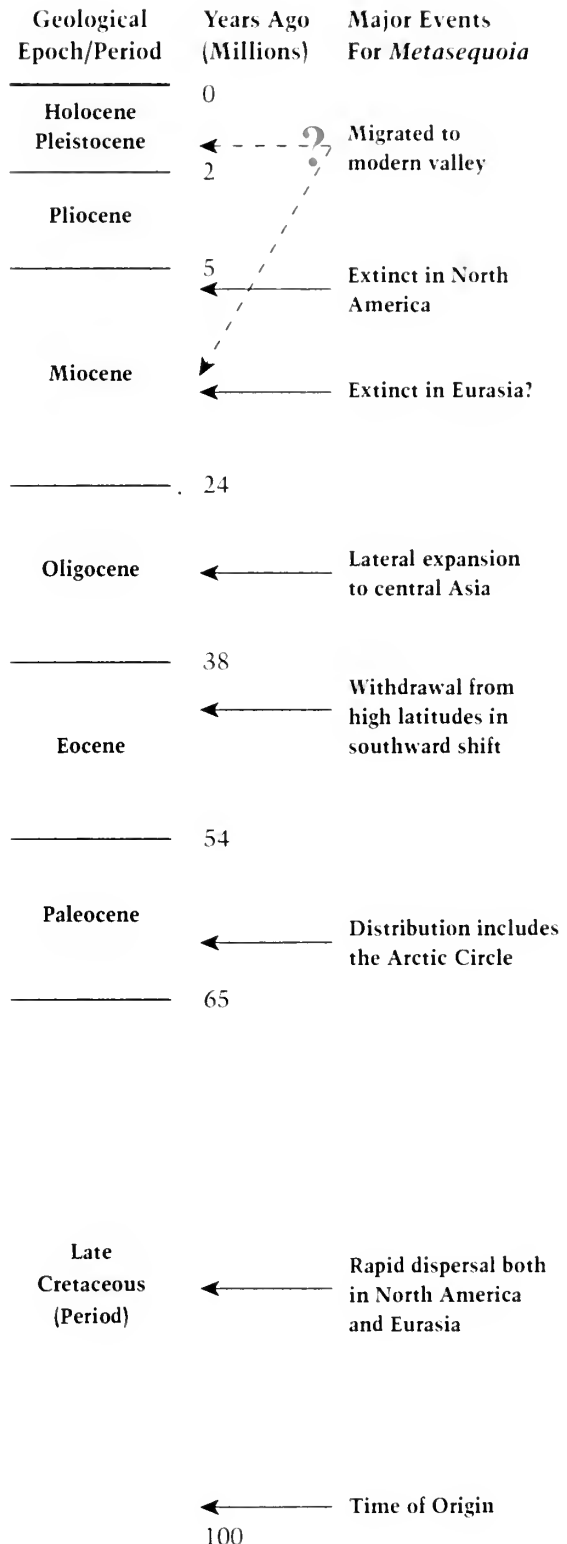 Geological Years Ago Major Events
Epoch/Period (Millions) For Metasequoia
0
Holocene
Pleistocene
? Migrated to
modern valley
2
Pliocene
5
Extinct in North
America
Miocene
Extinct in Eurasia?
24
Oligocene
Lateral expansion
to central Asia
38
Withdrawal from
high latitudes in
southward shift
Eocene
54
Paleocene
Distribution includes
the Arctic Circle
65
Late
Cretaceous
(Period)
Rapid dispersal both
in North America
and Eurasia
Time of Origin
100